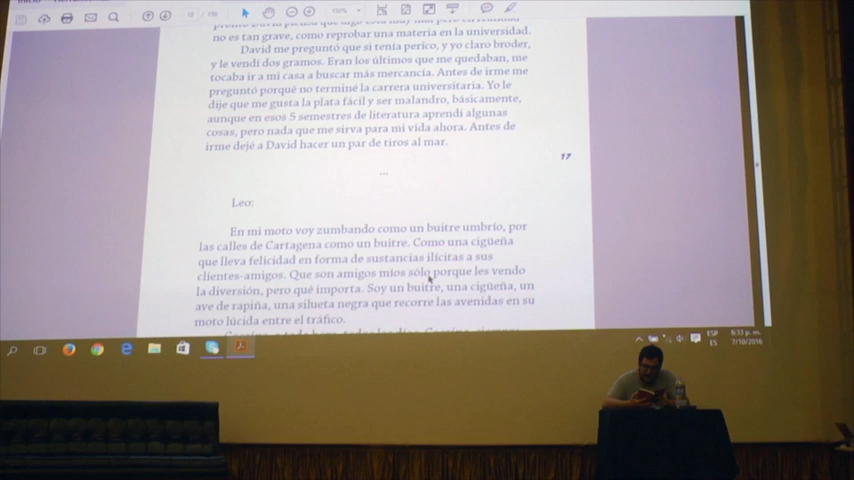 no es tan grave, como reprobar una materia en la universidad.
David me preguntó que si tenía perico, y yo claro broder,
y le vendí dos gramos. Eran los últimos que me quedaban, me
tocaba ir a mi casa a buscar más mercancía. Antes de irme me
preguntó porqué no terminé la carrera universitaria. Yo le
dije que me gusta la plata fácil y ser malandro, básicamente,
aunque en esos 5 semestres de literatura aprendí algunas
cosas, pero nada que me sirva para mi vida ahora. Antes de
irme dejé a David hacer un par de tiros al mar.
17
...
Leo:
En mi moto voy zumbando como un buitre umbrío, por
las calles de Cartagena como un buitre. Como una cigüeña
que lleva felicidad en forma de sustancias ilícitas a sus
clientes-amigos. Que son amigos míos sólo porque les vendo
la diversión, pero qué importa. Soy un buitre, una cigüeña, un
ave de rapiña, una silueta negra que recorre las avenidas en su
moto lúcida entre el tráfico.
ESP
ES
6:33 p. m.
7/10/2016